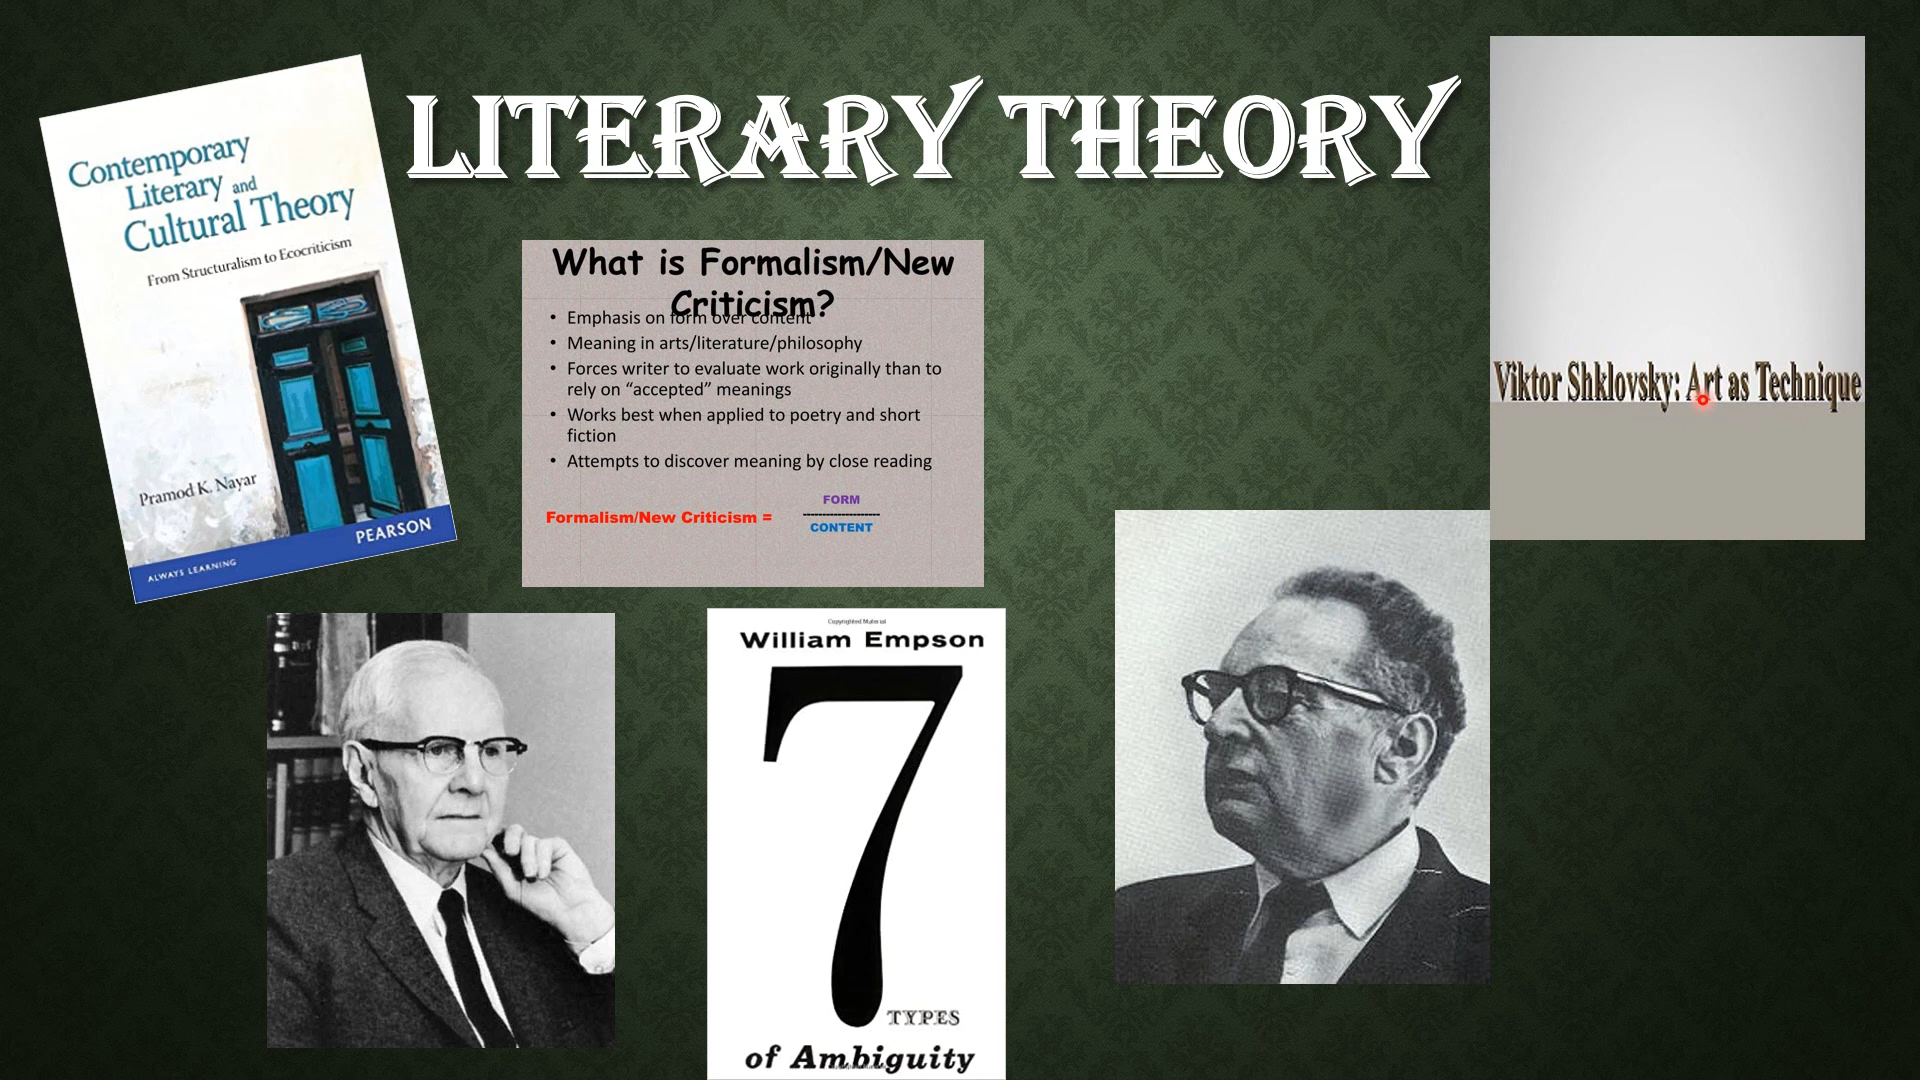 LITERARY THEORY
Contemporary
Literary and
Cultural Theory
From Structuralism to Ecocriticism
Pramod K. Nayar
PEARSON
ALWAYS LEARNING
What is Formalism/New
Criticism?
• Emphasis on form over content
• Meaning in arts/literature/philosophy
• Forces writer to evaluate work originally than to
rely on “accepted” meanings
• Works best when applied to poetry and short
fiction
• Attempts to discover meaning by close reading
Formalism/New Criticism =
FORM
---------------------
CONTENT
Viktor Shklovsky: Art as Technique
Copyrighted Material
William Empson
7
TYPES
of Ambiguity